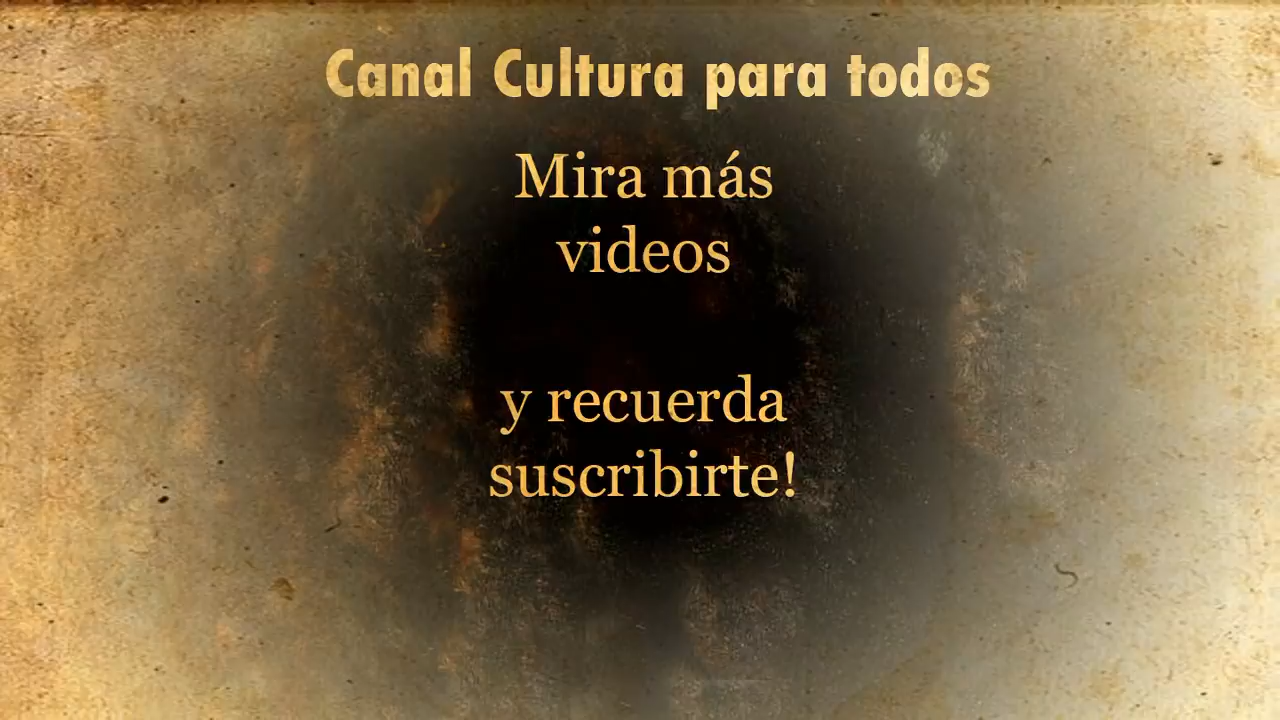 Canal Cultura para todos
Mira más
videos
y recuerda
suscribirte!